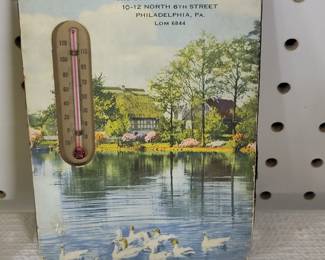 10-12 NORTH 6TH STREET
PHILADELPHIA, PA.
LOM 6844